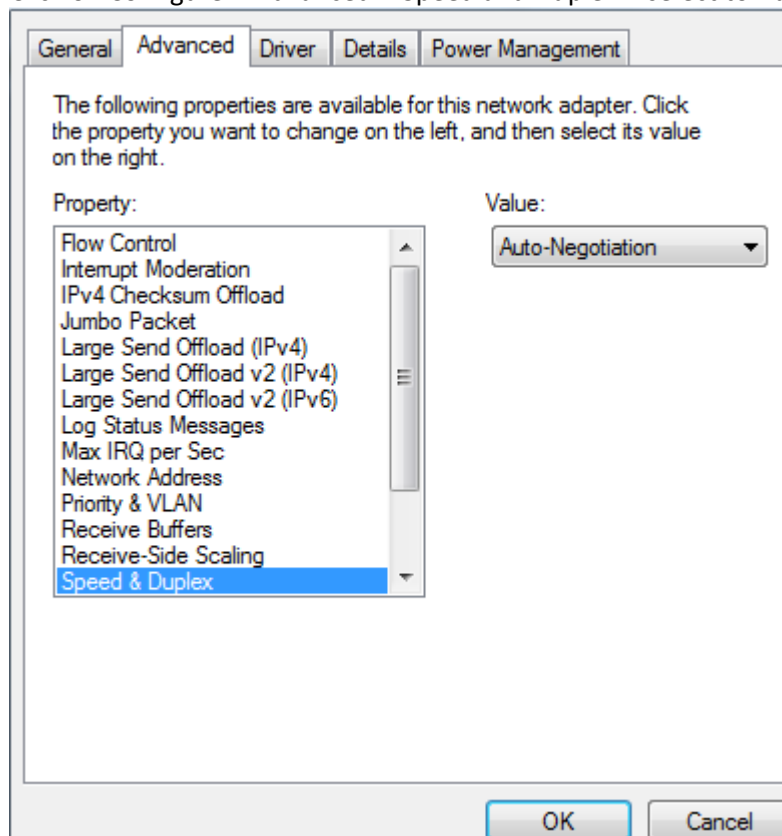 General Advanced Driver Details Power Management
The following properties are available for this network adapter. Click
the property you want to change on the left, and then select its value
on the right.
Property:
Value:
Flow Control
Interrupt Moderation
IPv4 Checksum Offload
Jumbo Packet
Large Send Offload (IPv4)
Large Send Offload v2 (IPv4)
Large Send Offload v2 (IPv6)
Log Status Messages
Max IRQ per Sec
Network Address
Priority & VLAN
Receive Buffers
Receive-Side Scaling
Speed & Duplex
Auto-Negotiation
OK Cancel